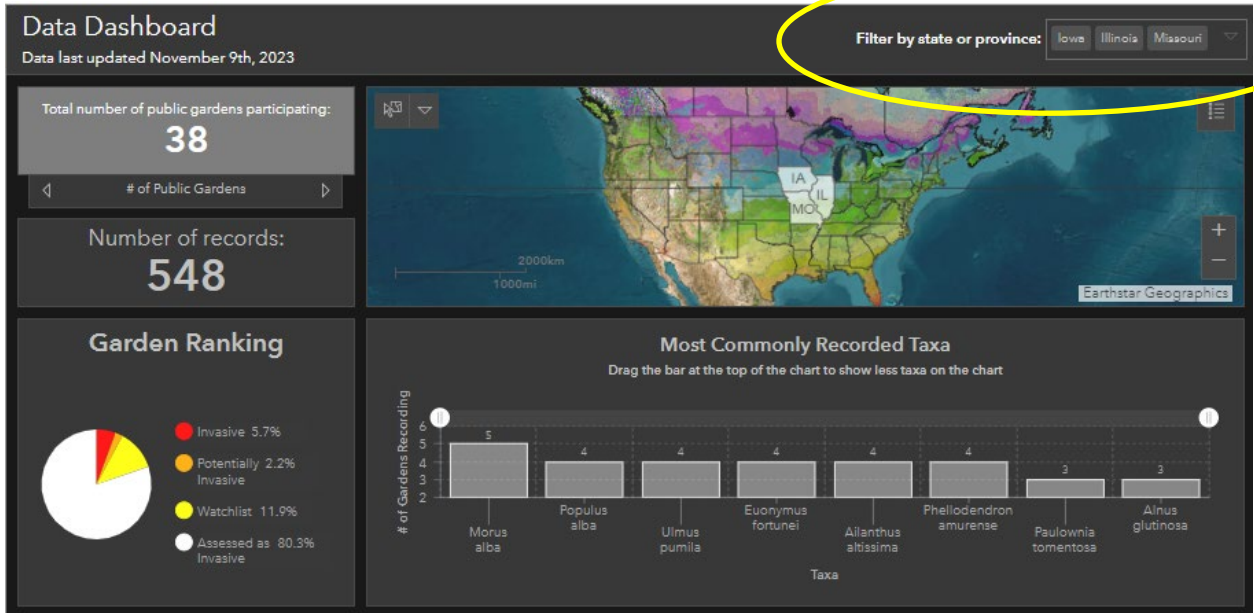 Data Dashboard
Data last updated November 9th, 2023
Filter by state or province:
Iowa Illinois Missouri
Total number of public gardens participating:
38
# of Public Gardens
Number of records:
548
IA
IL
MO
2000km
1000mi
+
−
Earthstar Geographics
Garden Ranking
Invasive 5.7%
Potentially 2.2%
Invasive
Watchlist 11.9%
Assessed as 80.3%
Invasive
Most Commonly Recorded Taxa
Drag the bar at the top of the chart to show less taxa on the chart
# of Gardens Recording
6
5
4
3
2
5
4
4
4
4
4
3
3
Morus
alba
Populus
alba
Ulmus
pumila
Euonymus
fortunei
Ailanthus
altissima
Phellodendron
amurense
Paulownia
tomentosa
Alnus
glutinosa
Taxa